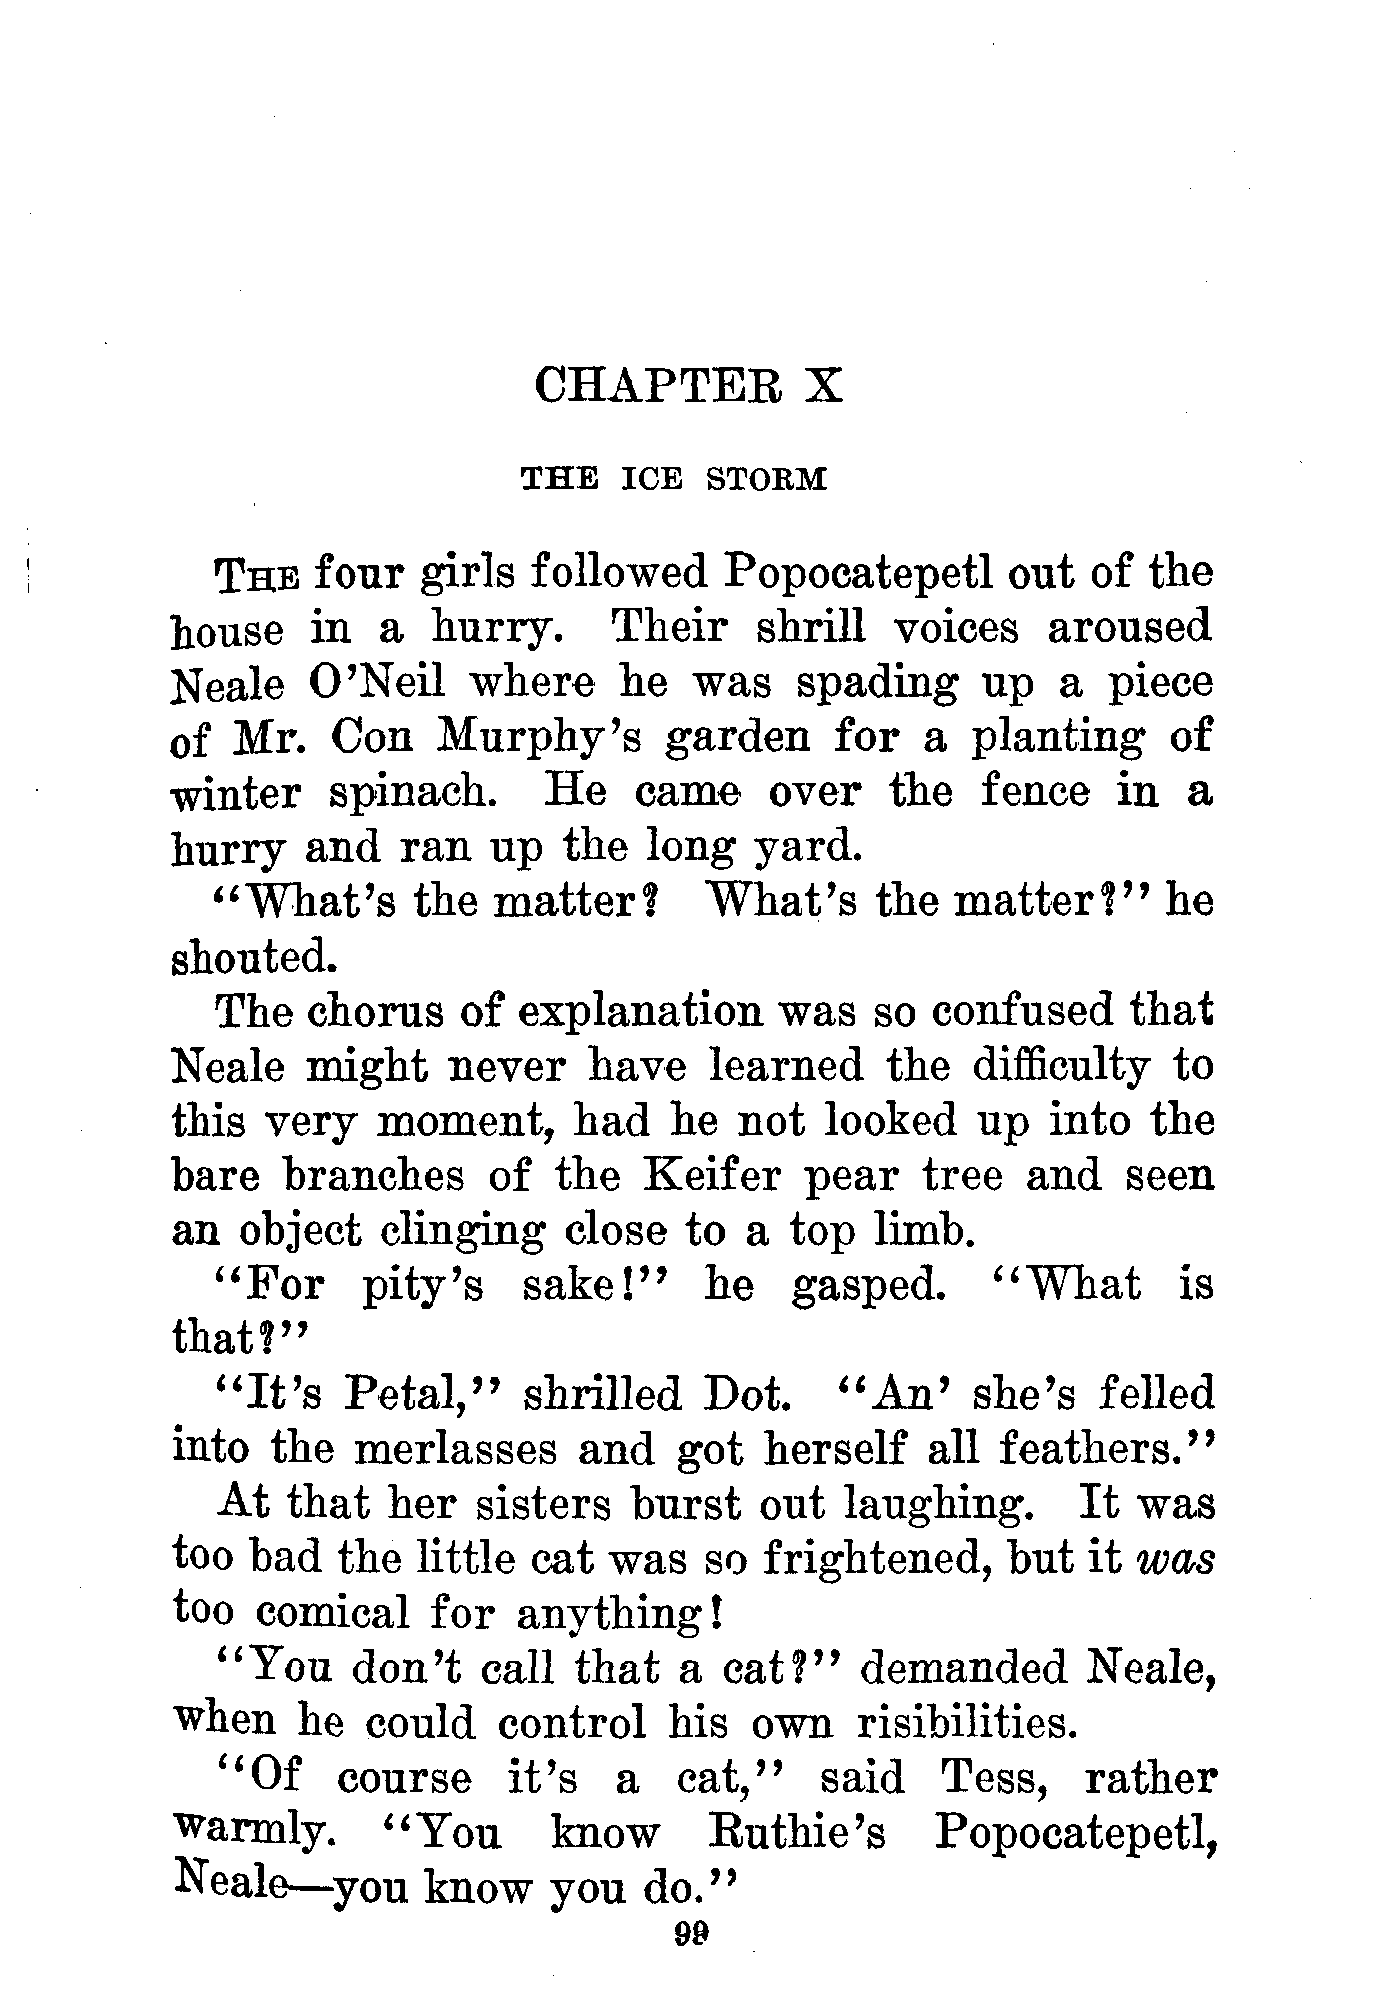 CHAPTER X
THE ICE STORM
THE four girls followed Popocatepetl out of the
house in a hurry. Their shrill voices aroused
Neale O'Neil where he was spading up a piece
of Mr. Con Murphy's garden for a planting of
winter spinach. He came over the fence in a
hurry and ran up the long yard.
"What's the matter? What's the matter?" he
shouted.
The chorus of explanation was so confused that
Neale might never have learned the difficulty to
this very moment, had he not looked up into the
bare branches of the Keifer pear tree and seen
an object clinging close to a top limb.
"For pity's sake!" he gasped. "What is
that?"
"It's Petal," shrilled Dot. "An' she's felled
into the merlasses and got herself all feathers."
At that her sisters burst out laughing. It was
too bad the little cat was so frightened, but it was
too comical for anything!
"You don't call that a cat?" demanded Neale,
when he could control his own risibilities.
"Of course it's a cat," said Tess, rather
warmly. "You know Ruthie's Popocatepetl,
Neale—you know you do."
99